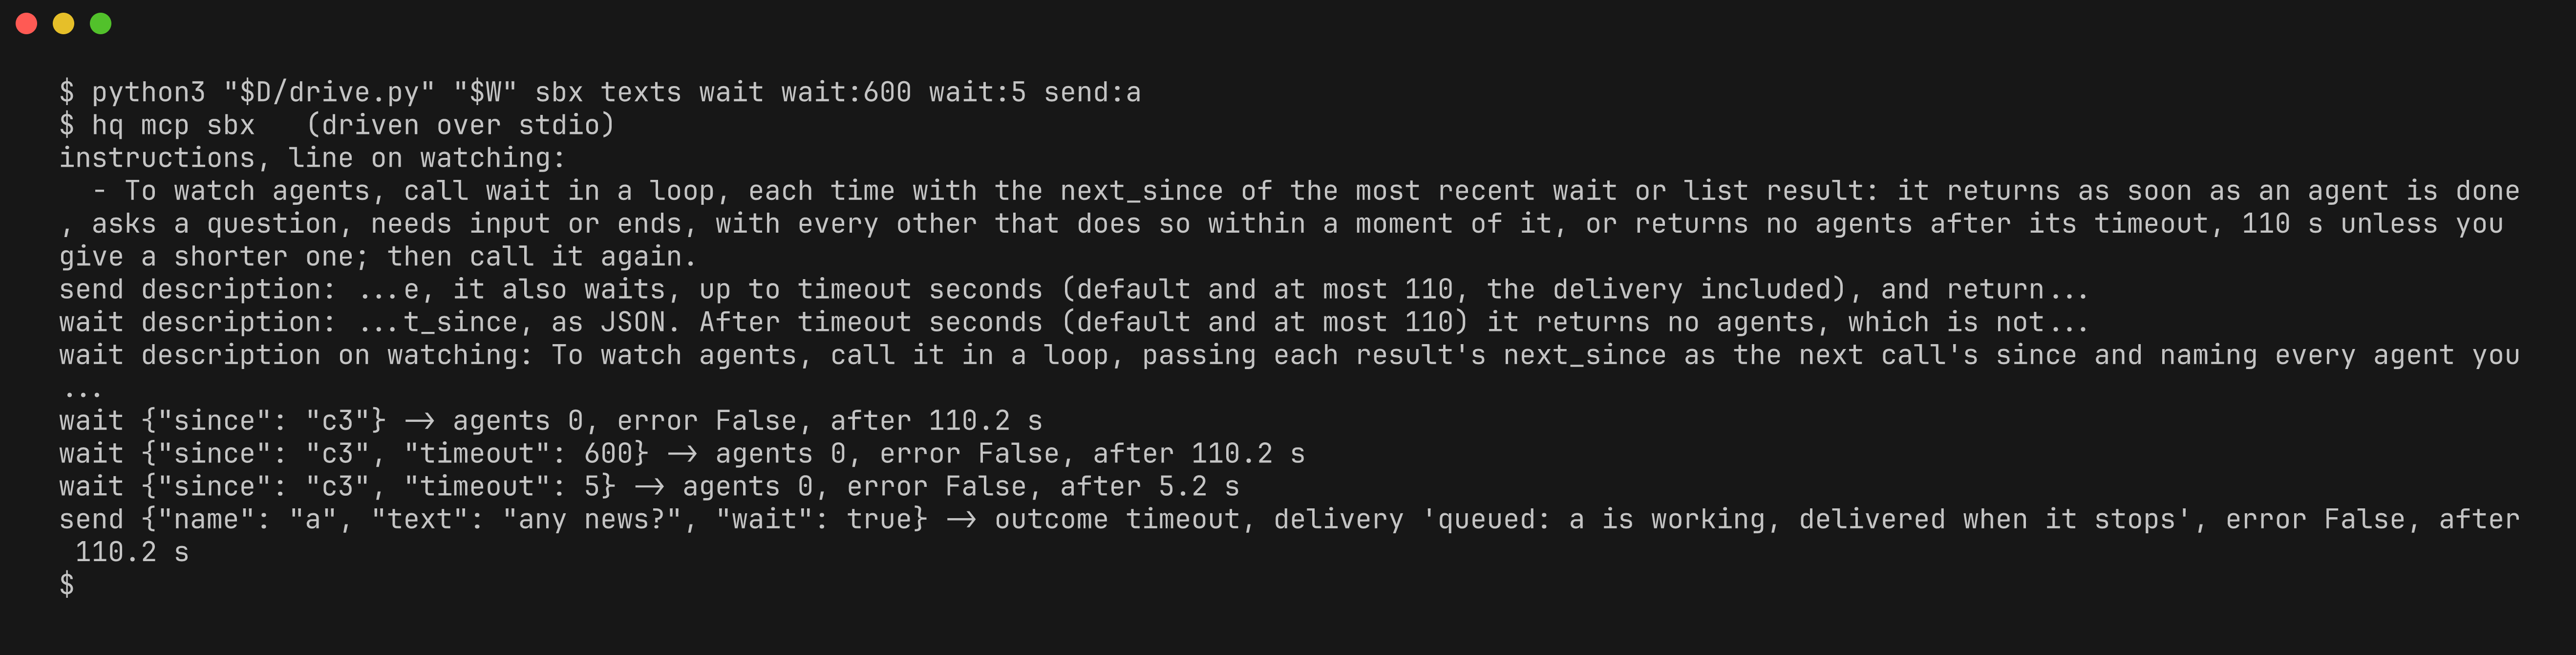 $ python3 "$D/drive.py" "$W" sbx texts wait wait:600 wait:5 send:a
$ hq mcp sbx   (driven over stdio)
instructions, line on watching:
  - To watch agents, call wait in a loop, each time with the next_since of the most recent wait or list result: it returns as soon as an agent is done
, asks a question, needs input or ends, with every other that does so within a moment of it, or returns no agents after its timeout, 110 s unless you
give a shorter one; then call it again.
send description: ...e, it also waits, up to timeout seconds (default and at most 110, the delivery included), and return...
wait description: ...t_since, as JSON. After timeout seconds (default and at most 110) it returns no agents, which is not...
wait description on watching: To watch agents, call it in a loop, passing each result's next_since as the next call's since and naming every agent you
...
wait {"since": "c3"} -> agents 0, error False, after 110.2 s
wait {"since": "c3", "timeout": 600} -> agents 0, error False, after 110.2 s
wait {"since": "c3", "timeout": 5} -> agents 0, error False, after 5.2 s
send {"name": "a", "text": "any news?", "wait": true} -> outcome timeout, delivery 'queued: a is working, delivered when it stops', error False, after
 110.2 s
$